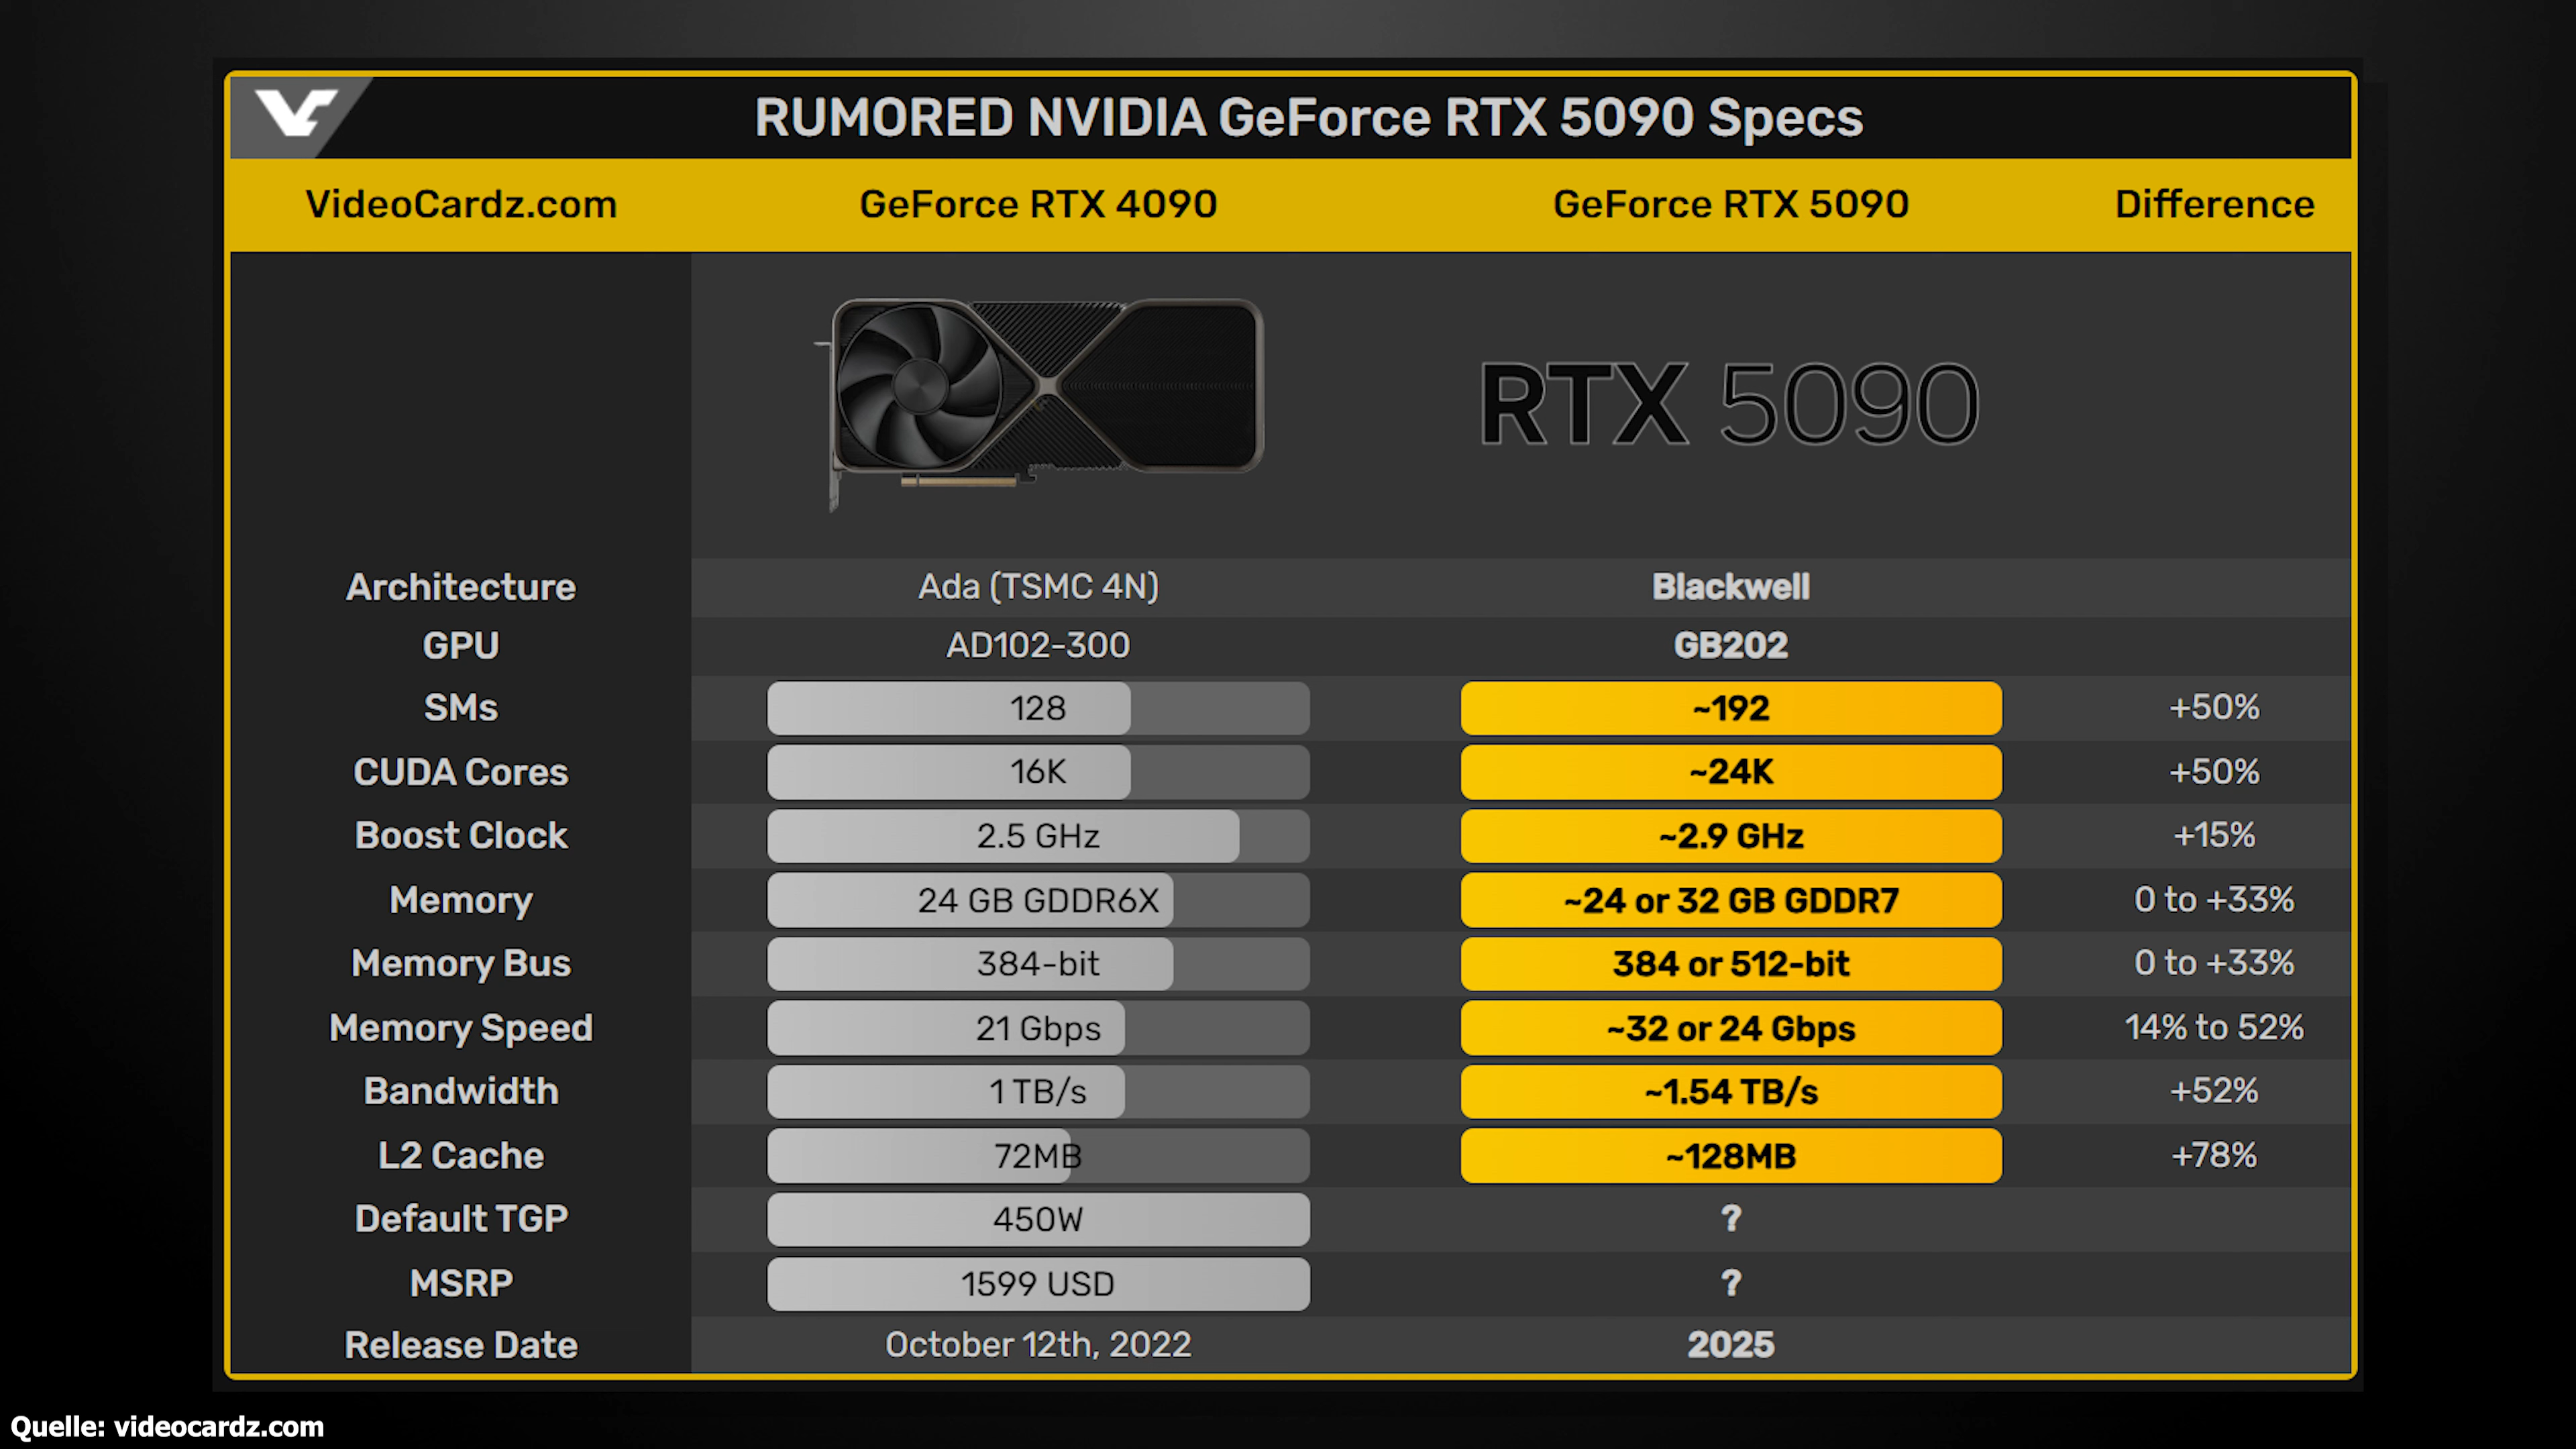 RUMORED NVIDIA GeForce RTX 5090 Specs
VideoCardz.com GeForce RTX 4090 GeForce RTX 5090 Difference
RTX 5090
Architecture Ada (TSMC 4N) Blackwell
GPU AD102-300 GB202
SMs 128 ~192 +50%
CUDA Cores 16K ~24K +50%
Boost Clock 2.5 GHz ~2.9 GHz +15%
Memory 24 GB GDDR6X ~24 or 32 GB GDDR7 0 to +33%
Memory Bus 384-bit 384 or 512-bit 0 to +33%
Memory Speed 21 Gbps ~32 or 24 Gbps 14% to 52%
Bandwidth 1 TB/s ~1.54 TB/s +52%
L2 Cache 72MB ~128MB +78%
Default TGP 450W ?
MSRP 1599 USD ?
Release Date October 12th, 2022 2025
Quelle: videocardz.com